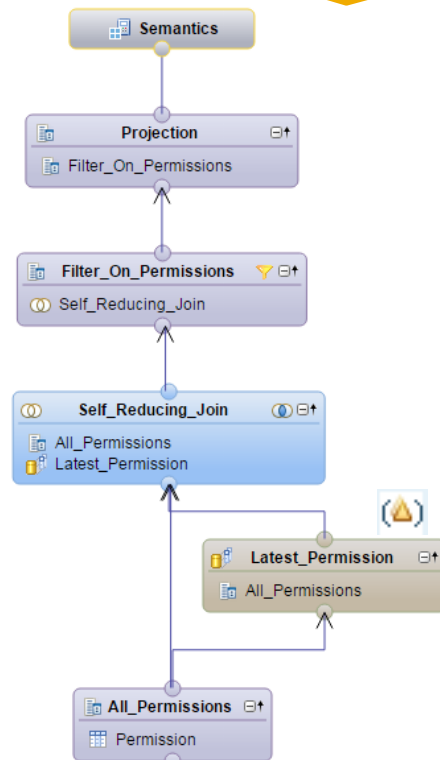 Semantics
Projection
Filter_On_Permissions
Filter_On_Permissions
Self_Reducing_Join
Self_Reducing_Join
All_Permissions
Latest_Permission
Latest_Permission
All_Permissions
All_Permissions
Permission